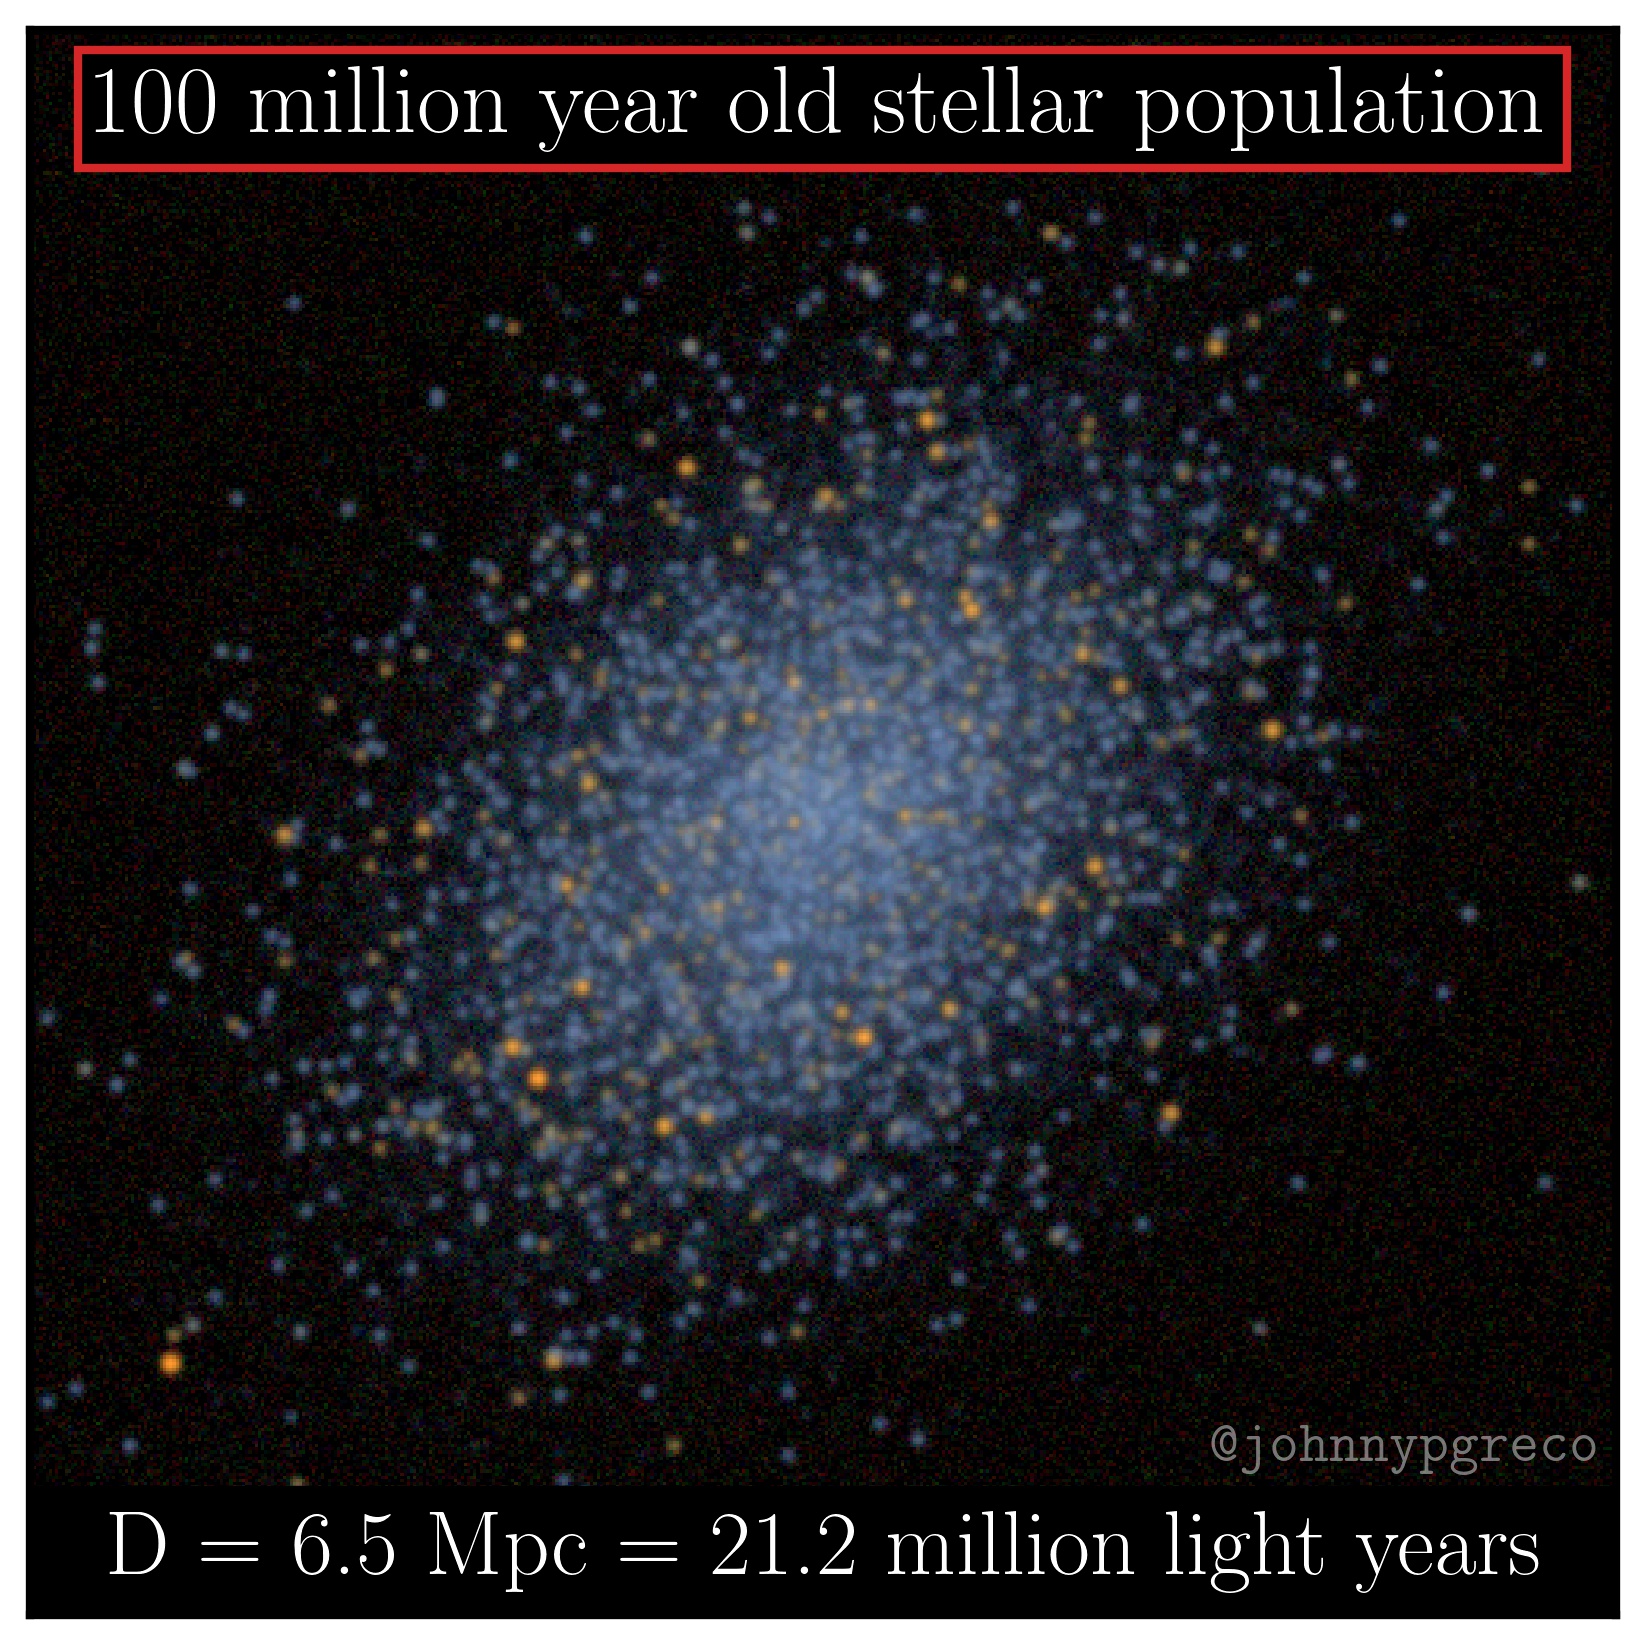 100 million year old stellar population
@johnnypgreco
D = 6.5 Mpc = 21.2 million light years